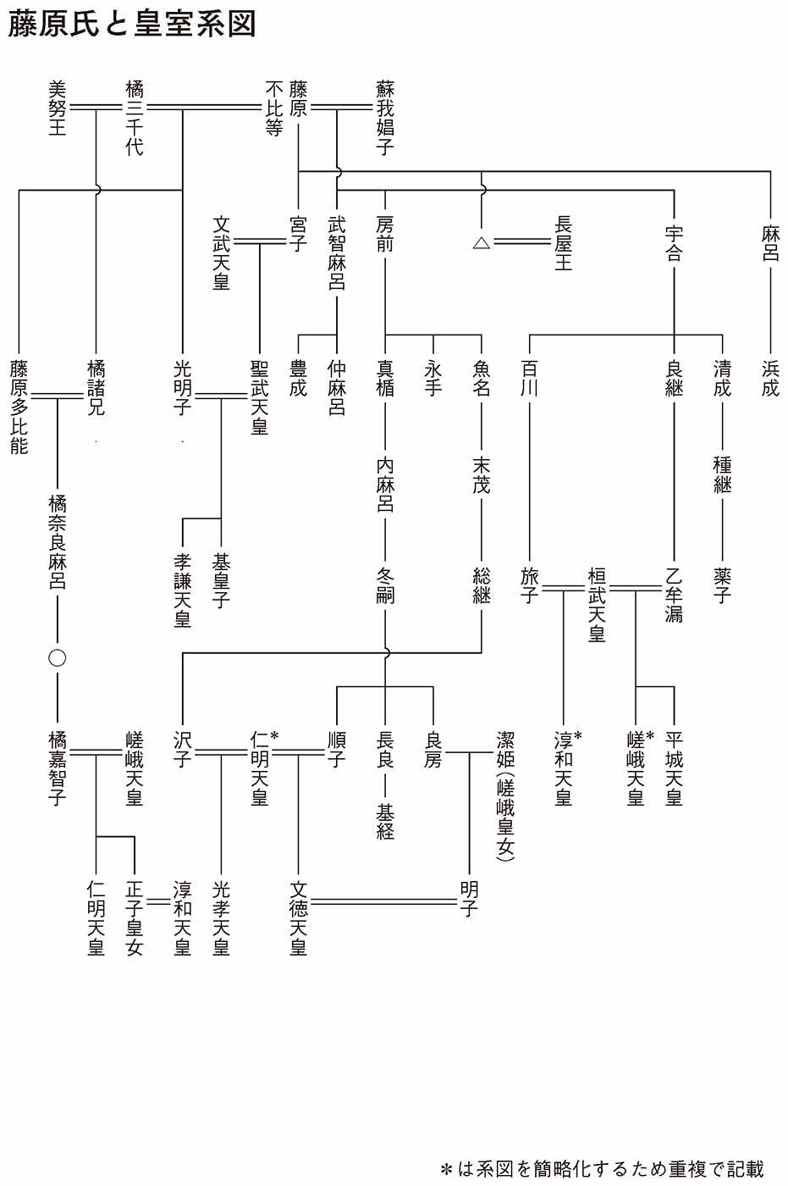 藤原氏と皇室系図
美努王
橘三千代
藤原
不比等
蘇我娼子
文武天皇
宮子
武智麻呂
房前
△
長屋王
宇合
麻呂
藤原多比能
橘諸兄
光明子
聖武天皇
豊成
仲麻呂
真楯
永手
魚名
百川
良継
清成
浜成
橘奈良麻呂
内麻呂
末茂
種継
孝謙天皇
基皇子
冬嗣
総継
旅子
桓武天皇
乙牟漏
薬子
○
橘嘉智子
嵯峨天皇
沢子
仁明天皇*
順子
長良
良房
潔姫(嵯峨皇女)
淳和天皇*
嵯峨天皇*
平城天皇
基経
仁明天皇
正子皇女
淳和天皇
光孝天皇
文徳天皇
明子
*は系図を簡略化するため重複で記載